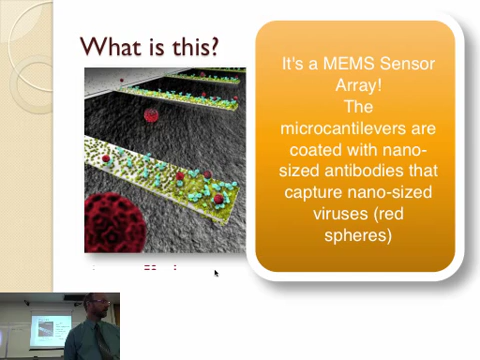 What is this?
It's a MEMS Sensor
Array!
The
microcantilevers are
coated with nano-
sized antibodies that
capture nano-sized
viruses (red
spheres)